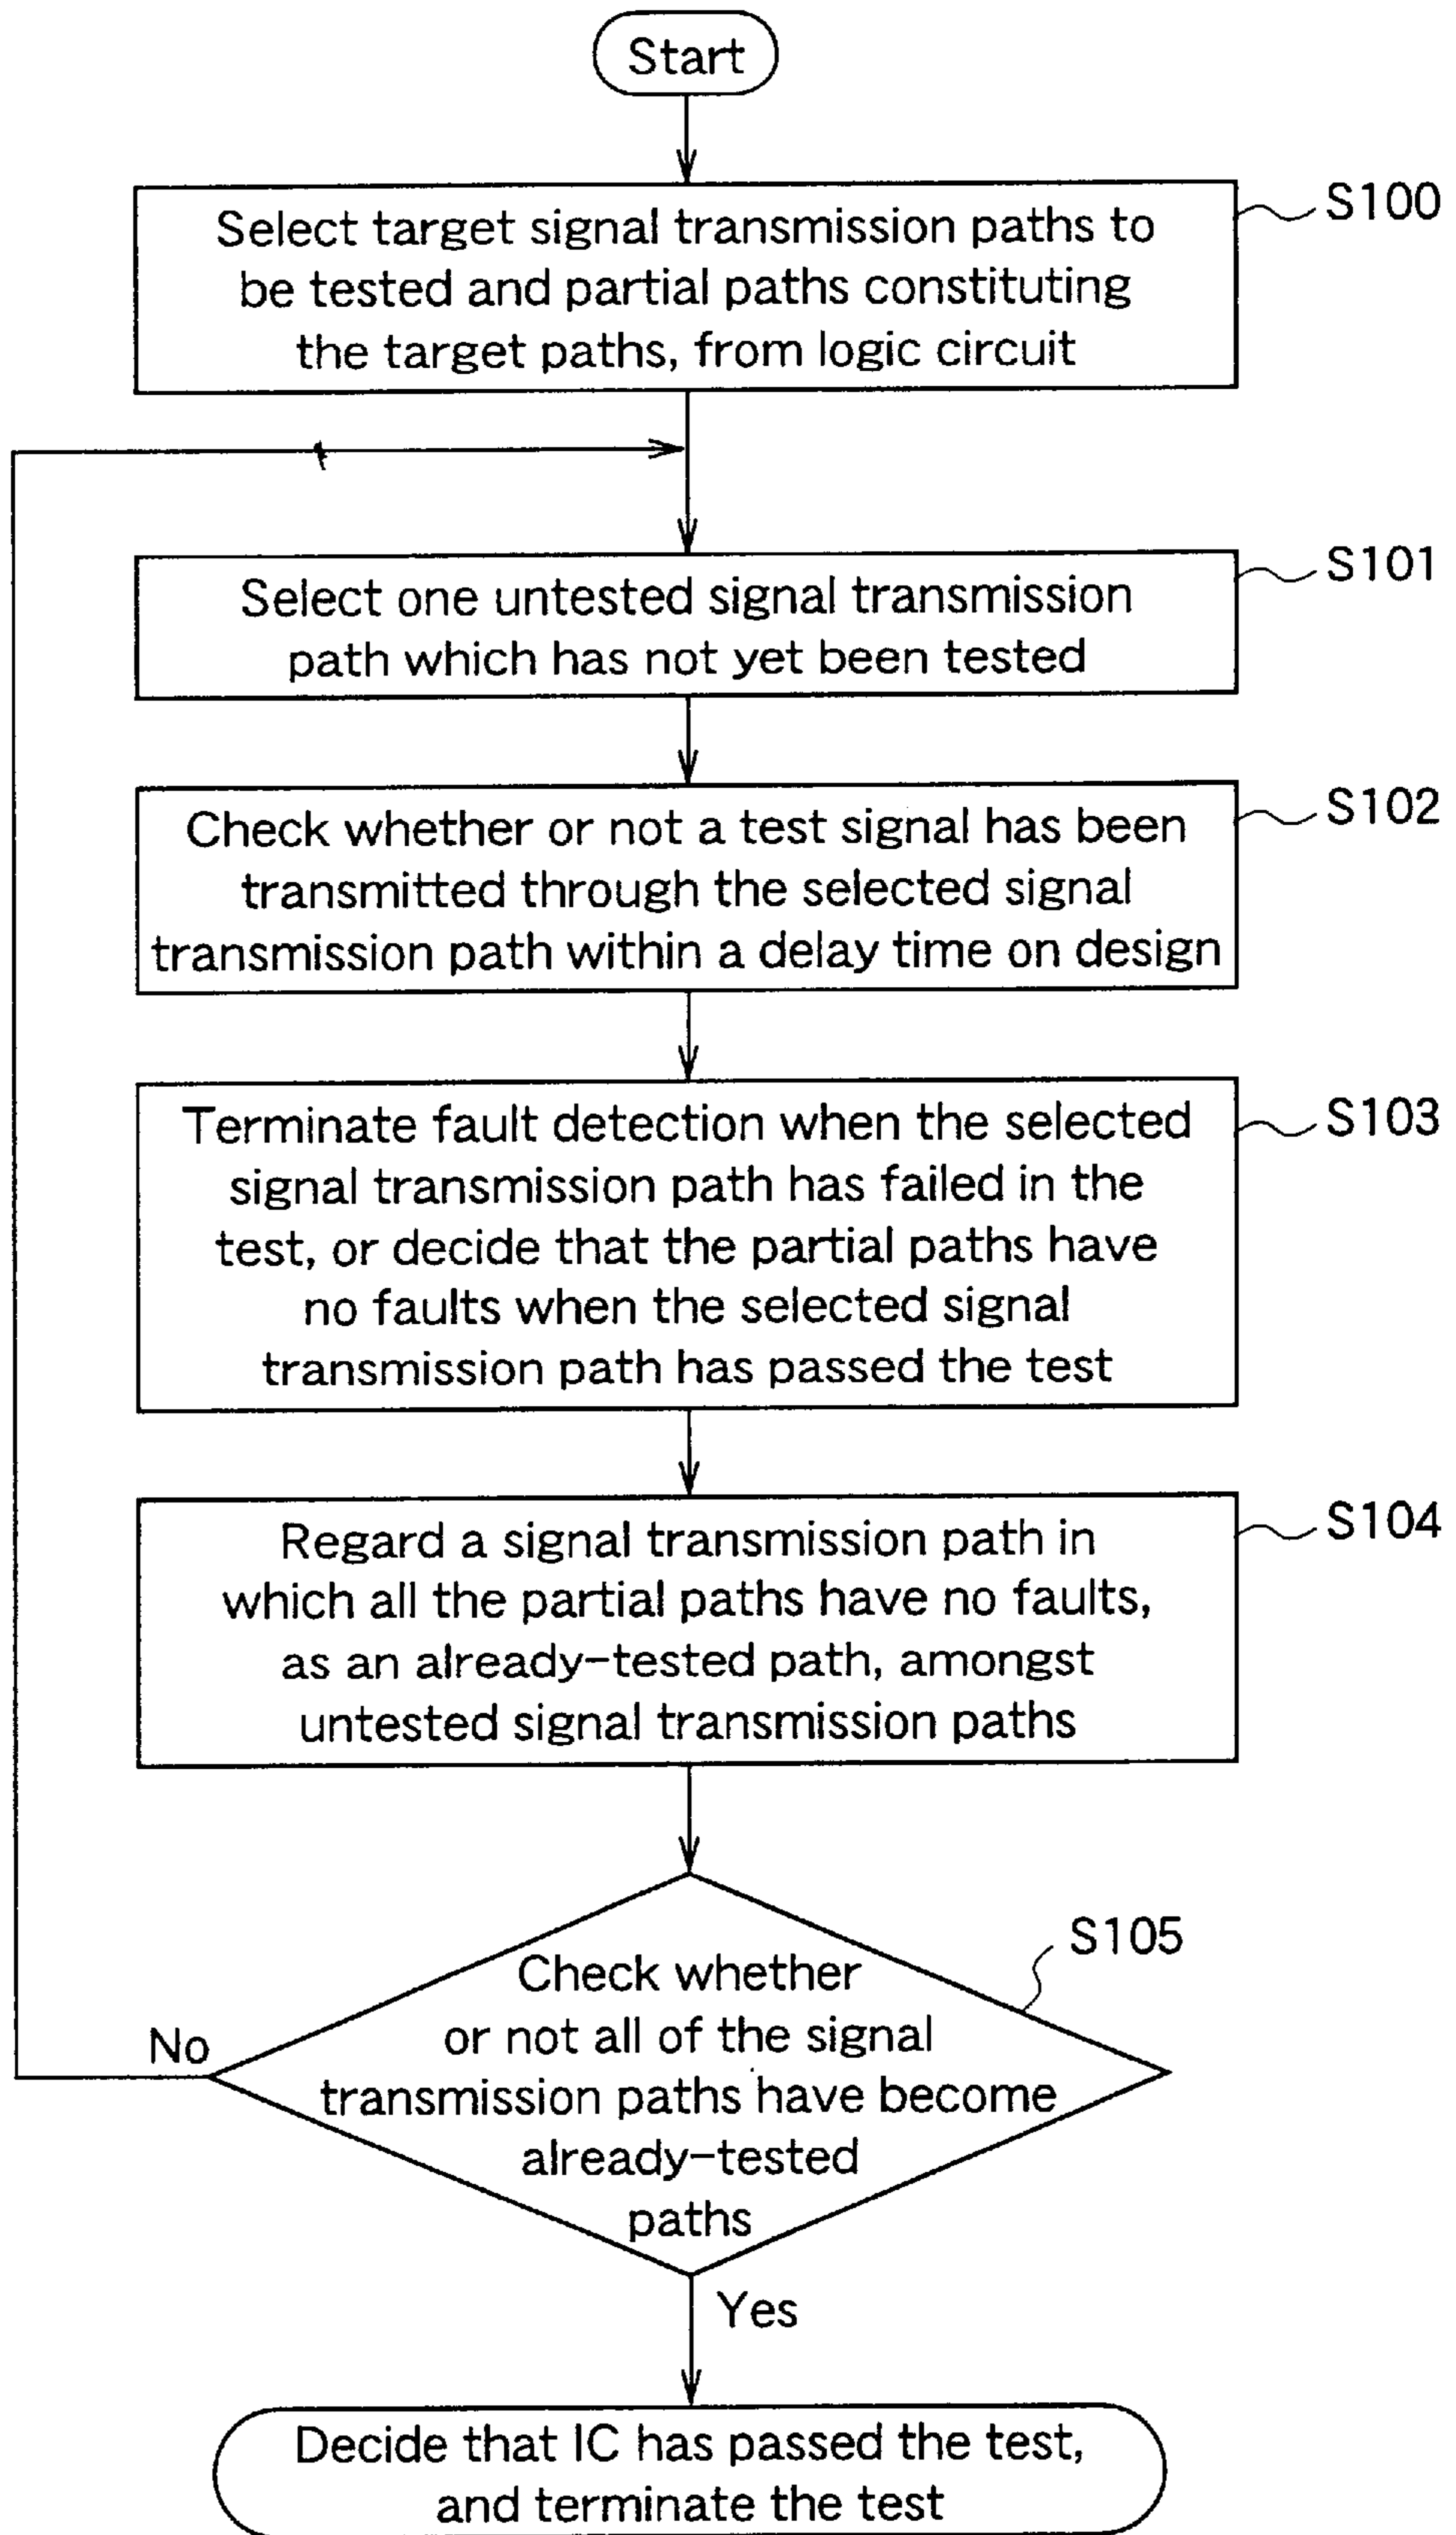 Start
Select target signal transmission paths to
be tested and partial paths constituting
the target paths, from logic circuit
S100
Select one untested signal transmission
path which has not yet been tested
S101
Check whether or not a test signal has been
transmitted through the selected signal
transmission path within a delay time on design
S102
Terminate fault detection when the selected
signal transmission path has failed in the
test, or decide that the partial paths have
no faults when the selected signal
transmission path has passed the test
S103
Regard a signal transmission path in
which all the partial paths have no faults,
as an already-tested path, amongst
untested signal transmission paths
S104
Check whether
or not all of the signal
transmission paths have become
already-tested
paths
S105
No
Yes
Decide that IC has passed the test,
and terminate the test